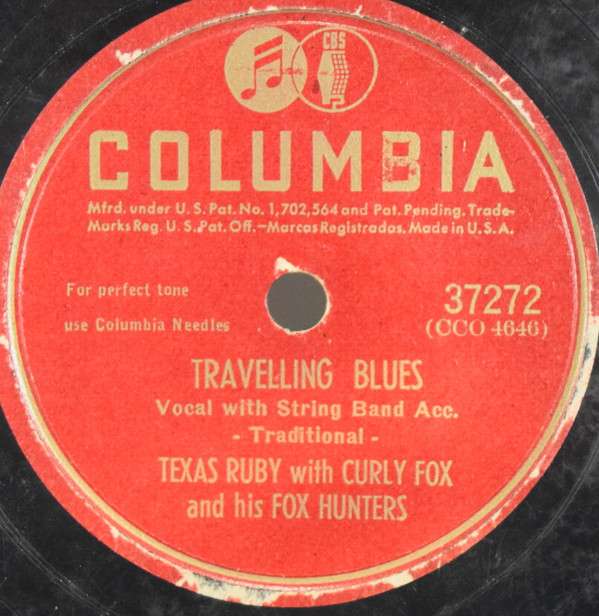 CBS
COLUMBIA
Mfrd. under U.S. Pat. No. 1,702,564 and Pat. Pending. Trade-
Marks Reg. U.S. Pat. Off.—Marcas Registradas. Made in U.S.A.
For perfect tone
use Columbia Needles
37272
(CCO 4646)
TRAVELLING BLUES
Vocal with String Band Acc.
- Traditional -
TEXAS RUBY with CURLY FOX
and his FOX HUNTERS